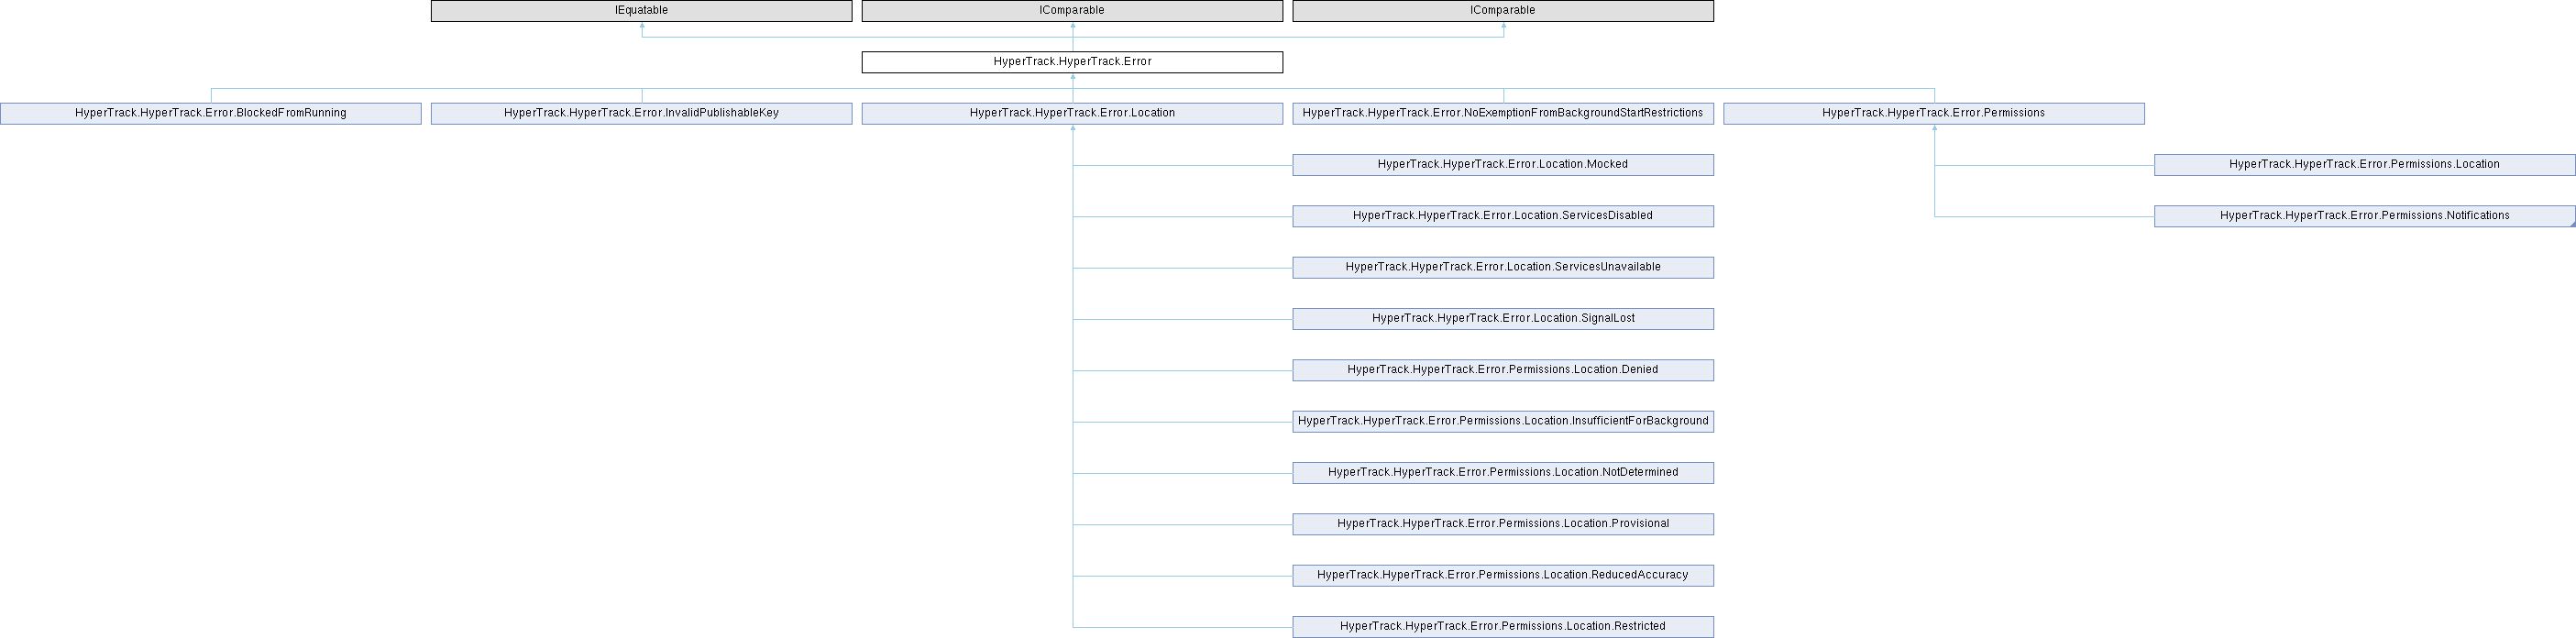 IEquatable
IComparable
IComparable
HyperTrack.HyperTrack.Error
HyperTrack.HyperTrack.Error.BlockedFromRunning
HyperTrack.HyperTrack.Error.InvalidPublishableKey
HyperTrack.HyperTrack.Error.Location
HyperTrack.HyperTrack.Error.NoExemptionFromBackgroundStartRestrictions
HyperTrack.HyperTrack.Error.Permissions
HyperTrack.HyperTrack.Error.Location.Mocked
HyperTrack.HyperTrack.Error.Permissions.Location
HyperTrack.HyperTrack.Error.Location.ServicesDisabled
HyperTrack.HyperTrack.Error.Permissions.Notifications
HyperTrack.HyperTrack.Error.Location.ServicesUnavailable
HyperTrack.HyperTrack.Error.Location.SignalLost
HyperTrack.HyperTrack.Error.Permissions.Location.Denied
HyperTrack.HyperTrack.Error.Permissions.Location.InsufficientForBackground
HyperTrack.HyperTrack.Error.Permissions.Location.NotDetermined
HyperTrack.HyperTrack.Error.Permissions.Location.Provisional
HyperTrack.HyperTrack.Error.Permissions.Location.ReducedAccuracy
HyperTrack.HyperTrack.Error.Permissions.Location.Restricted